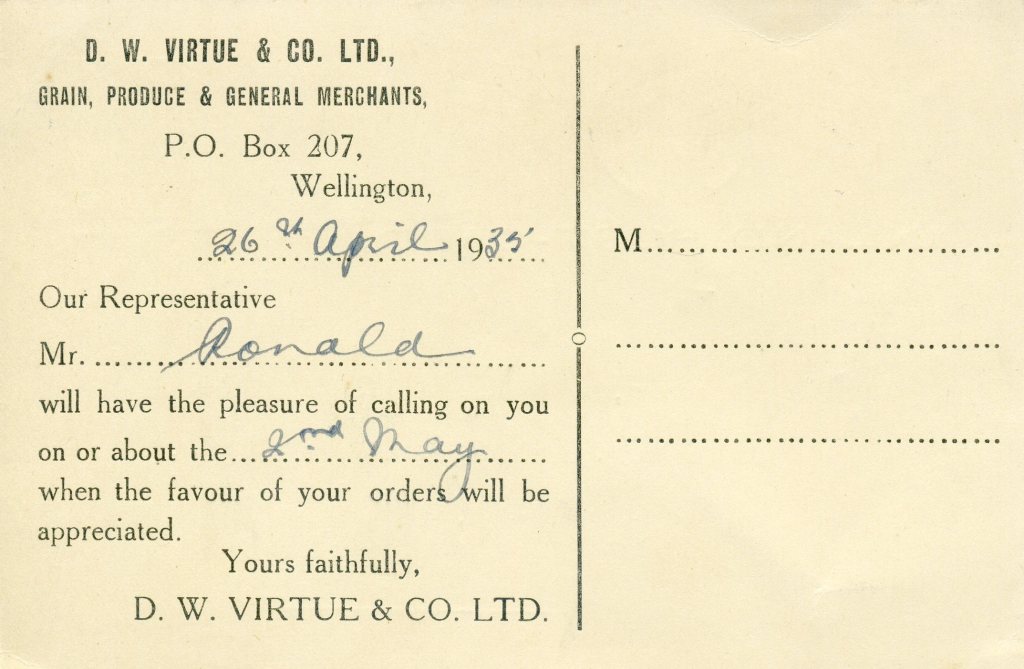 D. W. VIRTUE & CO. LTD.,
GRAIN, PRODUCE & GENERAL MERCHANTS,
P.O. Box 207,
Wellington,
26th April 1935
Our Representative
Mr. Ronald
will have the pleasure of calling on you
on or about the 2nd May
when the favour of your orders will be
appreciated.
Yours faithfully,
D. W. VIRTUE & CO. LTD.
M